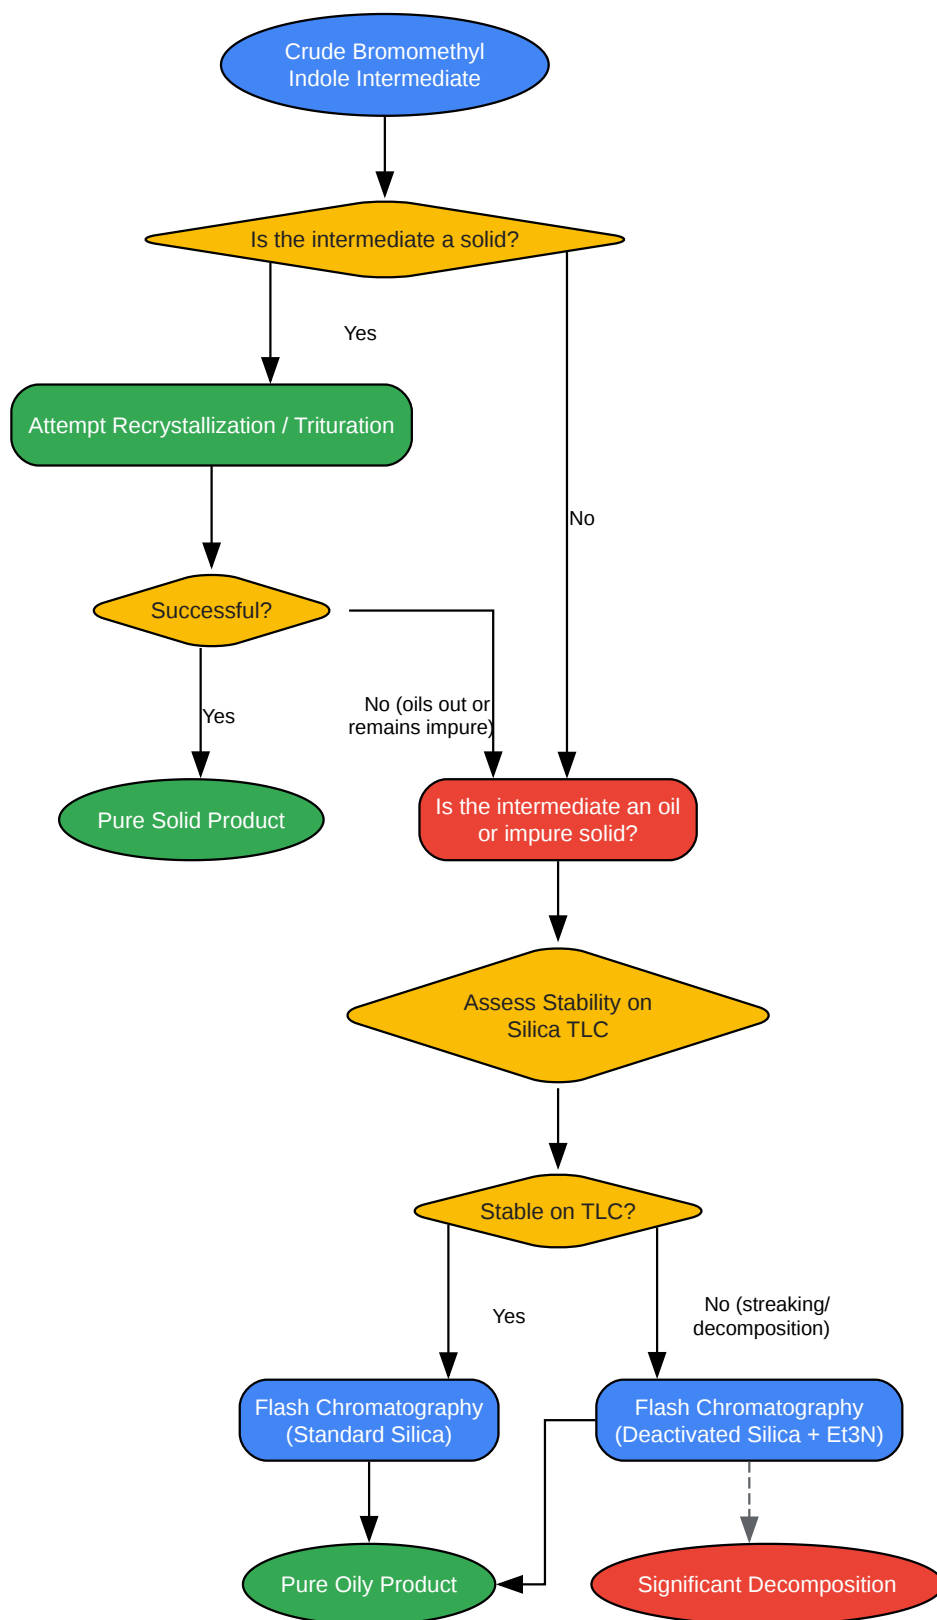 Crude Bromomethyl
Indole Intermediate
Is the intermediate a solid?
Yes
Attempt Recrystallization / Trituration
No
Successful?
No (oils out or
remains impure)
Yes
Is the intermediate an oil
or impure solid?
Pure Solid Product
Assess Stability on
Silica TLC
Stable on TLC?
No (streaking/
decomposition)
Yes
Flash Chromatography
(Standard Silica)
Flash Chromatography
(Deactivated Silica + Et3N)
Pure Oily Product
Significant Decomposition